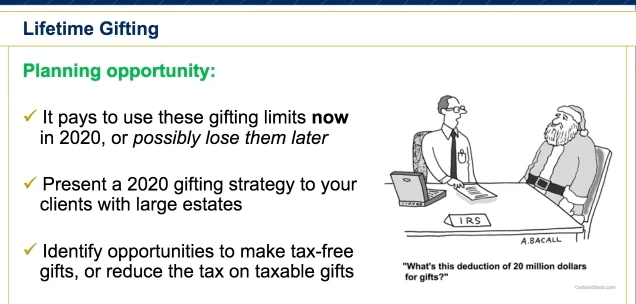 Lifetime Gifting
Planning opportunity:
✓ It pays to use these gifting limits now
in 2020, or possibly lose them later
✓ Present a 2020 gifting strategy to your
clients with large estates
✓ Identify opportunities to make tax-free
gifts, or reduce the tax on taxable gifts
IRS
A.BACALL
"What's this deduction of 20 million dollars
for gifts?"
CartoonStock.com